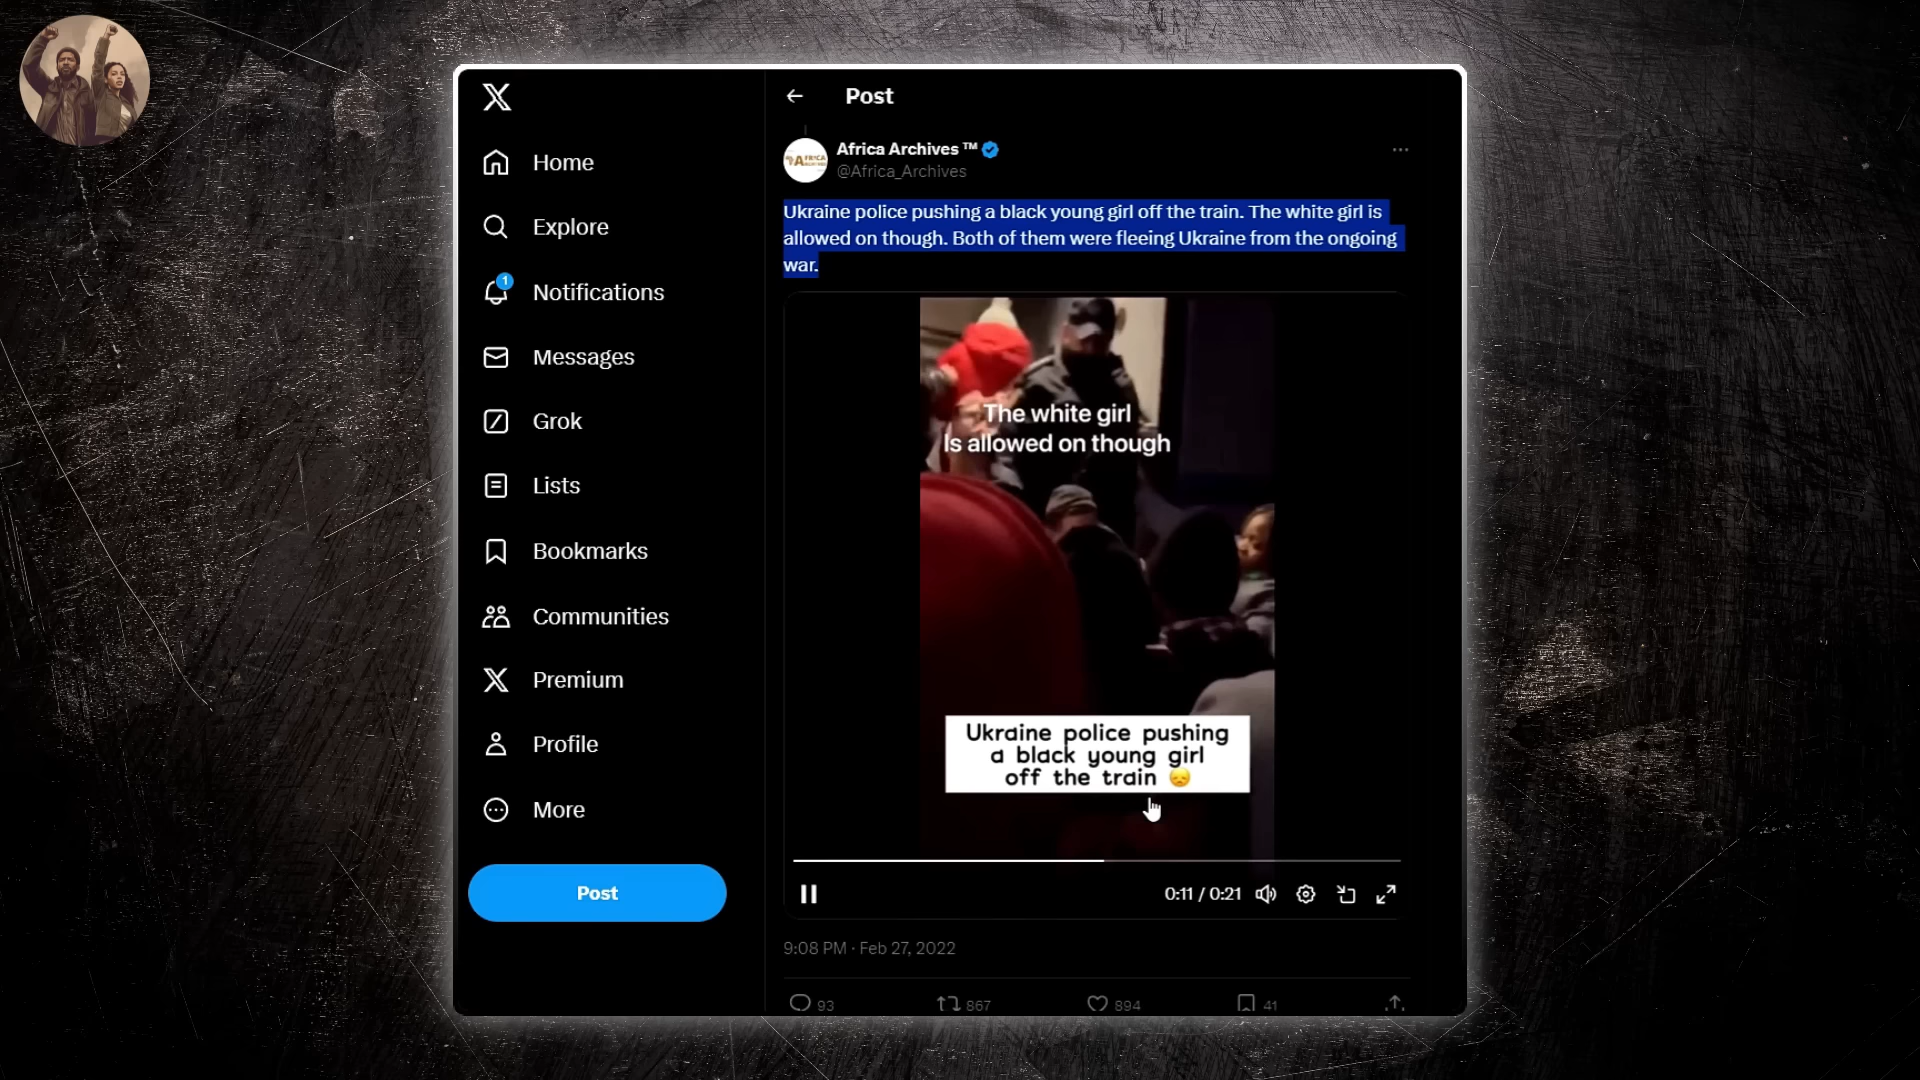 Home
Explore
1
Notifications
Messages
Grok
Lists
Bookmarks
Communities
Premium
Profile
More
Post
Post
Africa Archives ™
@Africa_Archives
Ukraine police pushing a black young girl off the train. The white girl is
allowed on though. Both of them were fleeing Ukraine from the ongoing
war.
The white girl
Is allowed on though
Ukraine police pushing
a black young girl
off the train 😞
0:11 / 0:21
9:08 PM · Feb 27, 2022
93
867
894
41